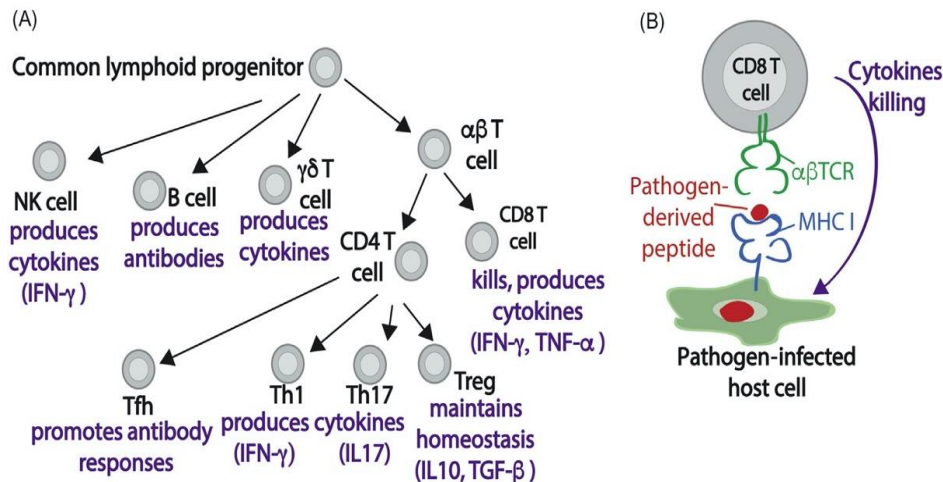 (A)
Common lymphoid progenitor
NK cell
produces
cytokines
(IFN-γ )
B cell
produces
antibodies
γδ T
cell
produces
cytokines
αβ T
cell
CD4 T
cell
CD8 T
cell
kills, produces
cytokines
(IFN-γ, TNF-α )
Tfh
promotes antibody
responses
Th1
Th17
produces cytokines
(IFN-γ)
(IL17)
Treg
maintains
homeostasis
(IL10, TGF-β )
(B)
CD8 T
cell
Cytokines
killing
αβTCR
Pathogen-
derived
peptide
MHC I
Pathogen-infected
host cell